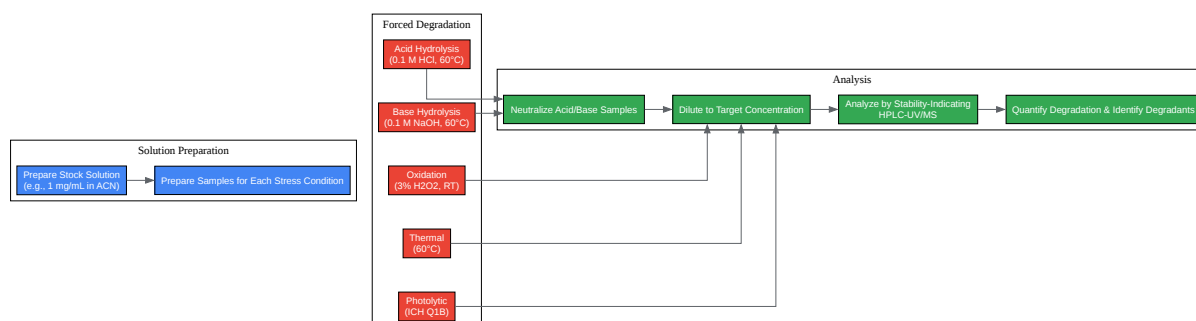 Forced Degradation
Acid Hydrolysis
(0.1 M HCl, 60°C)
Base Hydrolysis
(0.1 M NaOH, 60°C)
Oxidation
(3% H2O2, RT)
Thermal
(60°C)
Photolytic
(ICH Q1B)
Analysis
Neutralize Acid/Base Samples
Dilute to Target Concentration
Analyze by Stability-Indicating
HPLC-UV/MS
Quantify Degradation & Identify Degradants
Solution Preparation
Prepare Stock Solution
(e.g., 1 mg/mL in ACN)
Prepare Samples for Each Stress Condition